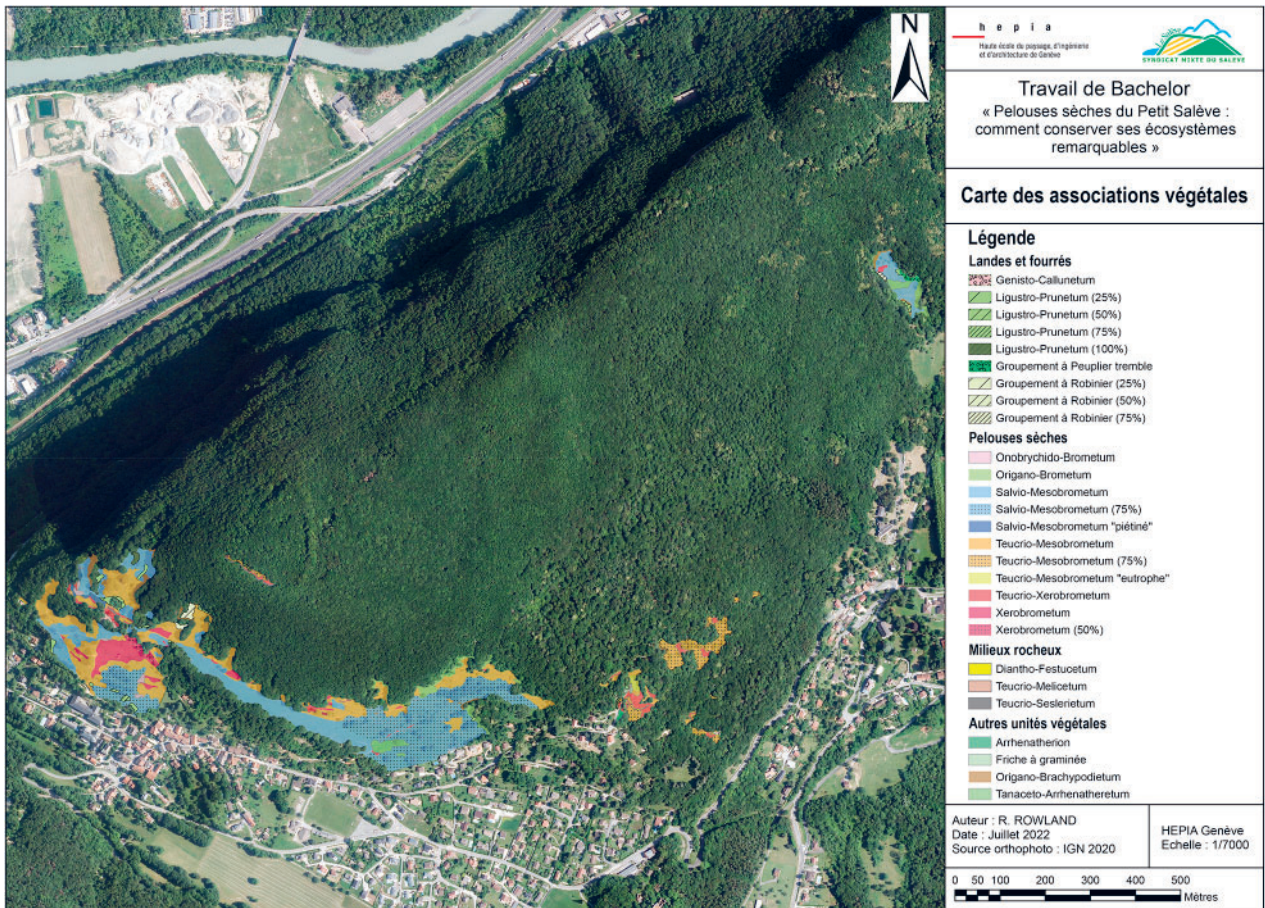 N
hepia
Haute école du paysage, d'ingénierie
et d'architecture de Genève
Le Salève
SYNDICAT MIXTE DU SALEVE
Travail de Bachelor
« Pelouses sèches du Petit Salève :
comment conserver ses écosystèmes
remarquables »
Carte des associations végétales
Légende
Landes et fourrés
Genisto-Callunetum
Ligustro-Prunetum (25%)
Ligustro-Prunetum (50%)
Ligustro-Prunetum (75%)
Ligustro-Prunetum (100%)
Groupement à Peuplier tremble
Groupement à Robinier (25%)
Groupement à Robinier (50%)
Groupement à Robinier (75%)
Pelouses sèches
Onobrychido-Brometum
Origano-Brometum
Salvio-Mesobrometum
Salvio-Mesobrometum (75%)
Salvio-Mesobrometum "piétiné"
Teucrio-Mesobrometum
Teucrio-Mesobrometum (75%)
Teucrio-Mesobrometum "eutrophe"
Teucrio-Xerobrometum
Xerobrometum
Xerobrometum (50%)
Milieux rocheux
Diantho-Festucetum
Teucrio-Melicetum
Teucrio-Seslerietum
Autres unités végétales
Arrhenatherion
Friche à graminée
Origano-Brachypodietum
Tanaceto-Arrhenatheretum
Auteur : R. ROWLAND
Date : Juillet 2022
Source orthophoto : IGN 2020
HEPIA Genève
Echelle : 1/7000
0 50 100 200 300 400 500
Mètres